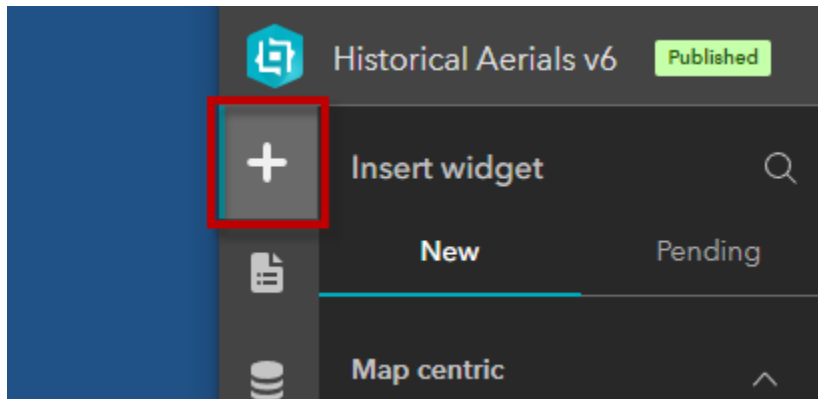 Historical Aerials v6 Published
Insert widget
New Pending
Map centric